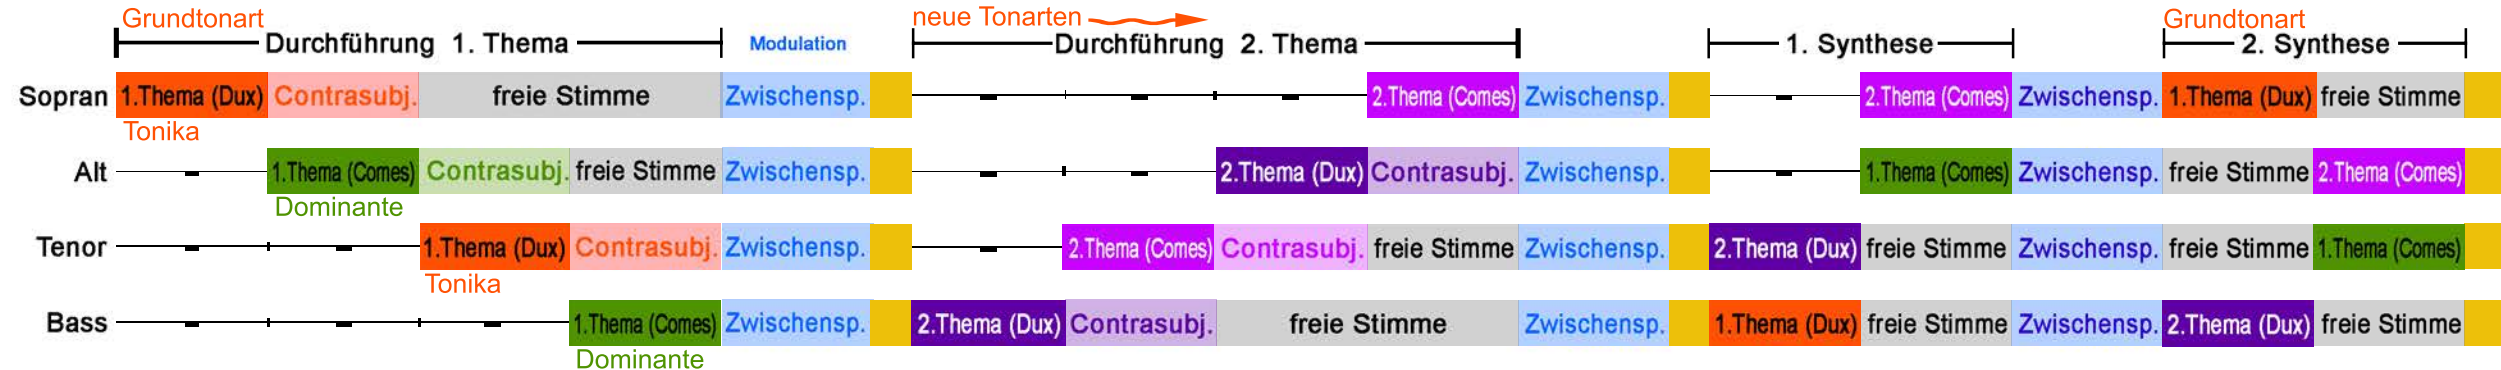 Grundtonart neue Tonarten Grundtonart
Durchführung 1. Thema Modulation Durchführung 2. Thema 1. Synthese 2. Synthese
Sopran 1.Thema (Dux) Contrasubj. freie Stimme Zwischensp. 2.Thema (Comes) Zwischensp. 2.Thema (Comes) Zwischensp. 1.Thema (Dux) freie Stimme
Tonika
Alt 1.Thema (Comes) Contrasubj. freie Stimme Zwischensp. 2.Thema (Dux) Contrasubj. Zwischensp. 1.Thema (Comes) Zwischensp. freie Stimme 2.Thema (Comes)
Dominante
Tenor 1.Thema (Dux) Contrasubj. Zwischensp. 2.Thema (Comes) Contrasubj. freie Stimme Zwischensp. 2.Thema (Dux) freie Stimme Zwischensp. freie Stimme 1.Thema (Comes)
Tonika
Bass 1.Thema (Comes) Zwischensp. 2.Thema (Dux) Contrasubj. freie Stimme Zwischensp. 1.Thema (Dux) freie Stimme Zwischensp. 2.Thema (Dux) freie Stimme
Dominante